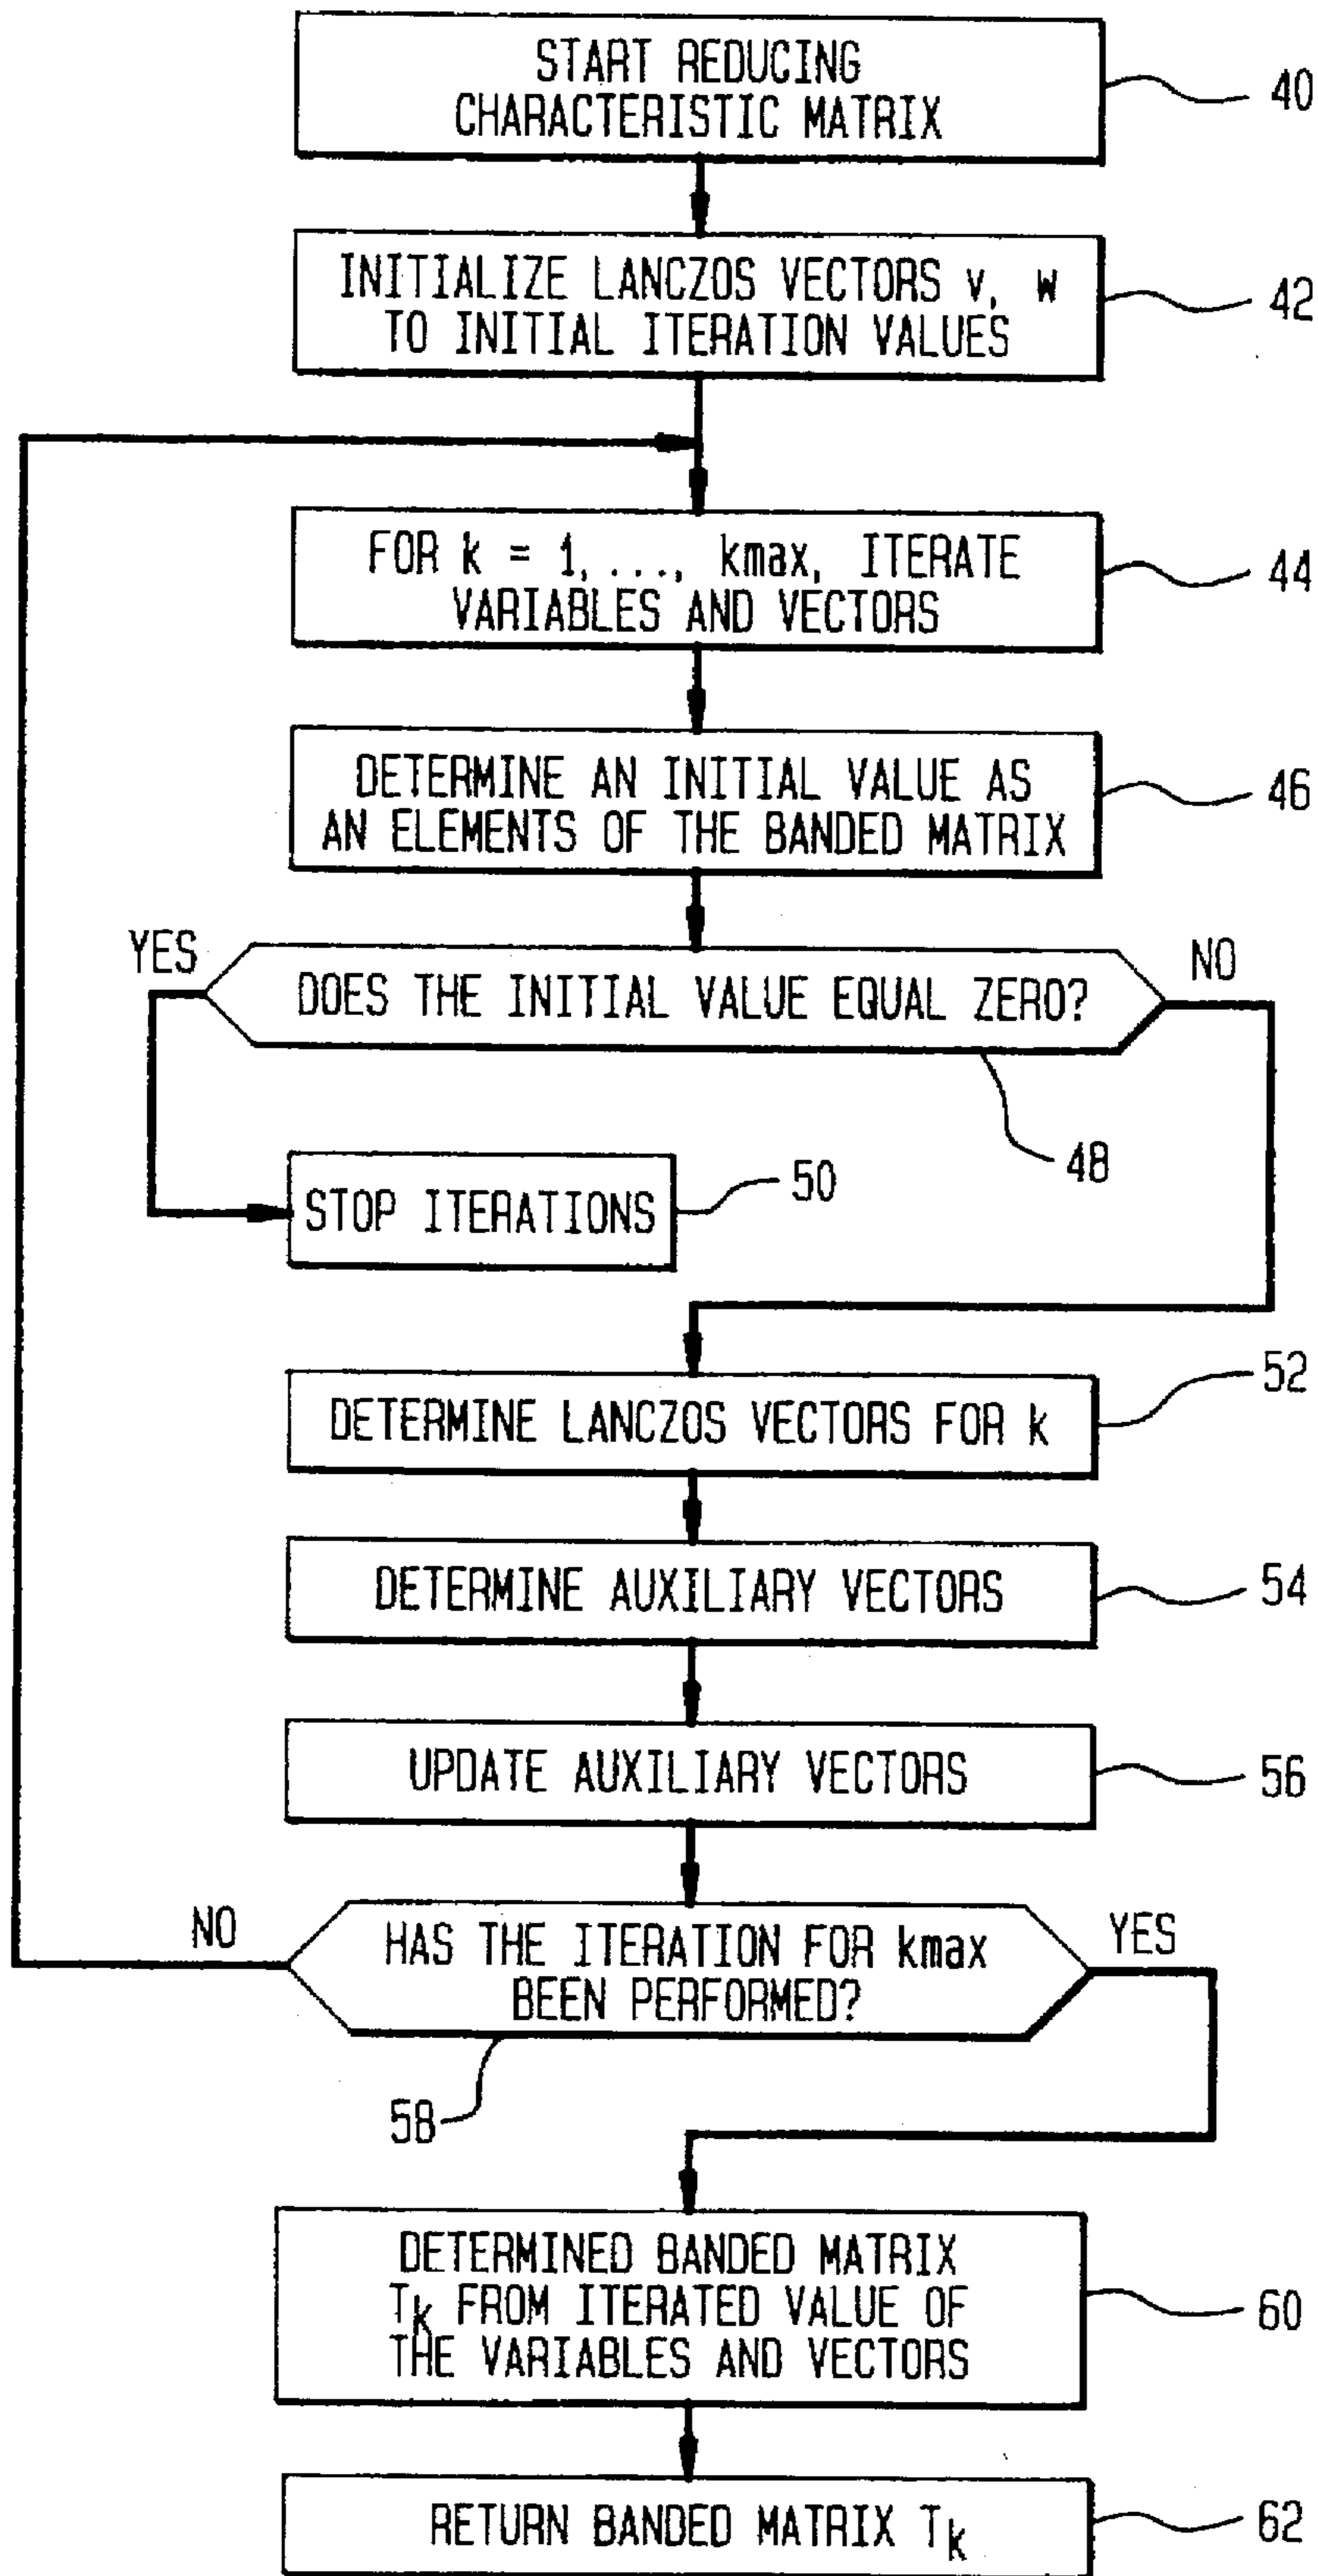 START REDUCING
CHARACTERISTIC MATRIX
40
INITIALIZE LANCZOS VECTORS v, w
TO INITIAL ITERATION VALUES
42
FOR k = 1, ..., kmax, ITERATE
VARIABLES AND VECTORS
44
DETERMINE AN INITIAL VALUE AS
AN ELEMENTS OF THE BANDED MATRIX
46
YES
DOES THE INITIAL VALUE EQUAL ZERO?
NO
48
STOP ITERATIONS
50
DETERMINE LANCZOS VECTORS FOR k
52
DETERMINE AUXILIARY VECTORS
54
UPDATE AUXILIARY VECTORS
56
NO
HAS THE ITERATION FOR kmax
BEEN PERFORMED?
YES
58
DETERMINED BANDED MATRIX
Tk FROM ITERATED VALUE OF
THE VARIABLES AND VECTORS
60
RETURN BANDED MATRIX Tk
62